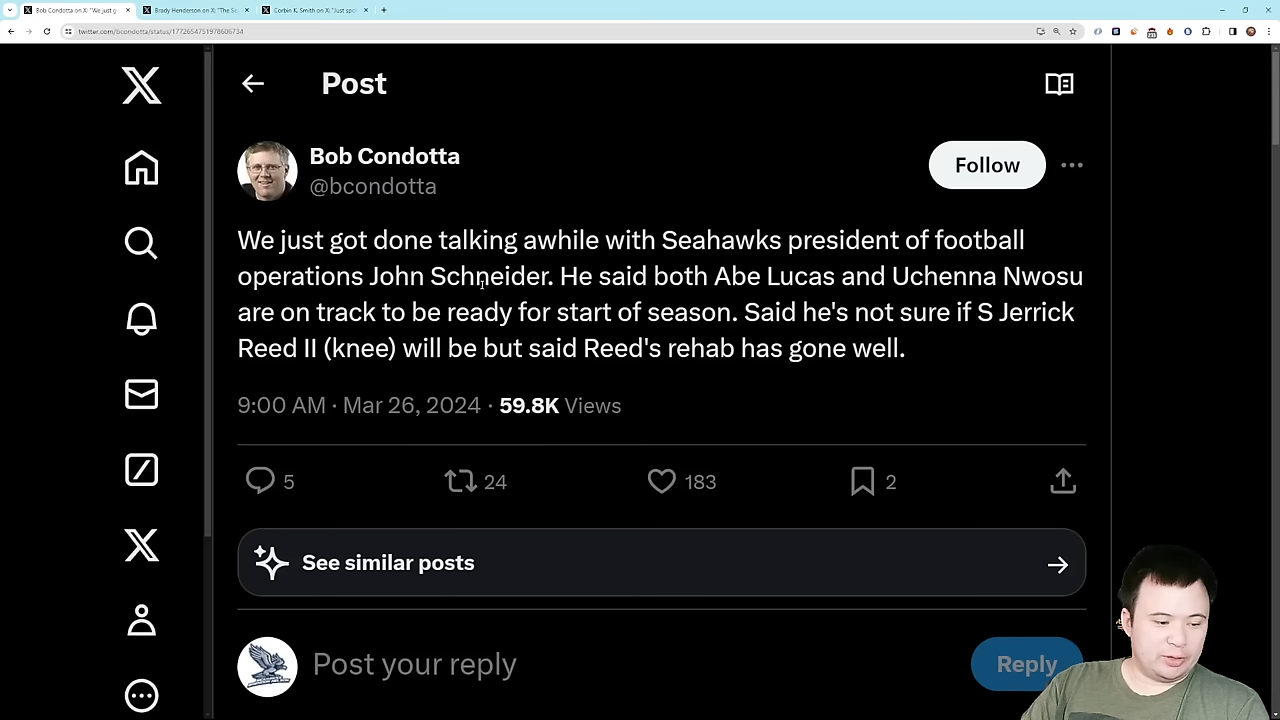 Bob Condotta on X: "We just g
Brady Henderson on X: "The Se
Corbin K. Smith on X: "Just spo
twitter.com/bcondotta/status/1772654751978606734
Post
Bob Condotta
@bcondotta
Follow
We just got done talking awhile with Seahawks president of football
operations John Schneider. He said both Abe Lucas and Uchenna Nwosu
are on track to be ready for start of season. Said he's not sure if S Jerrick
Reed II (knee) will be but said Reed's rehab has gone well.
9:00 AM · Mar 26, 2024 · 59.8K Views
5
24
183
2
See similar posts
Post your reply
Reply